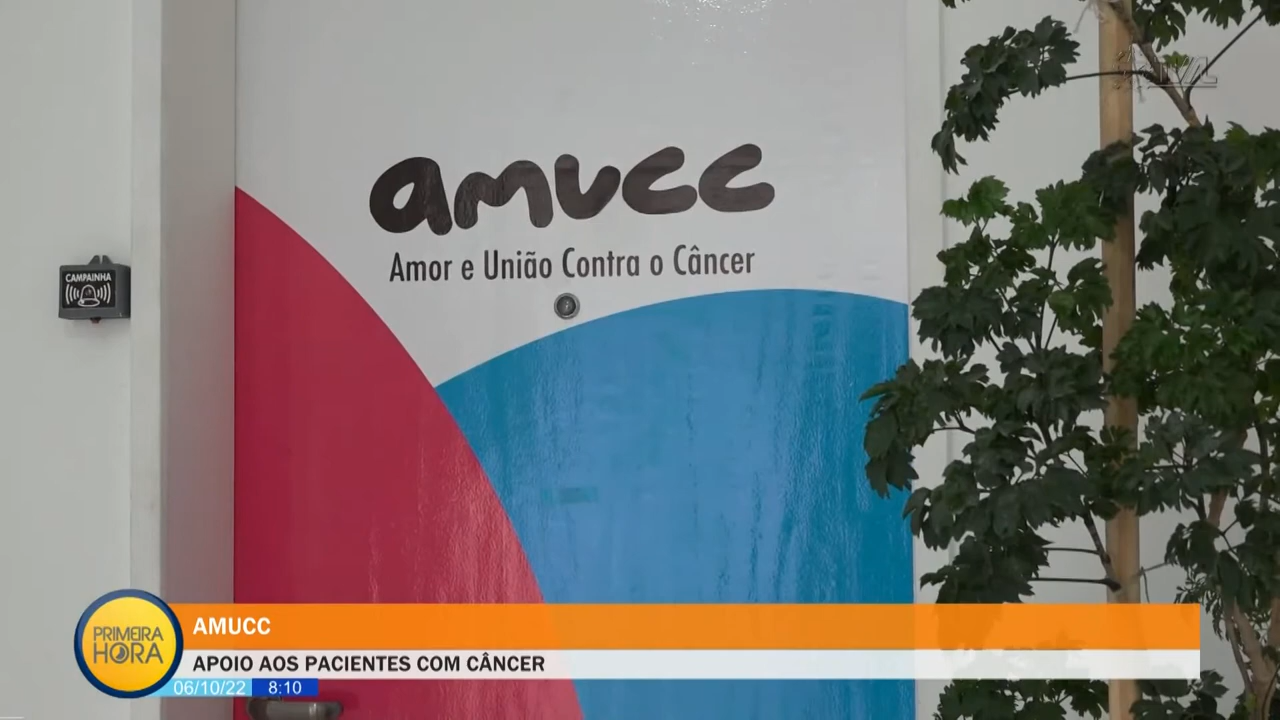 amucc
Amor e União Contra o Câncer
CAMPAINHA
AMUCC
PRIMEIRA
HORA
APOIO AOS PACIENTES COM CÂNCER
06/10/22 8:10